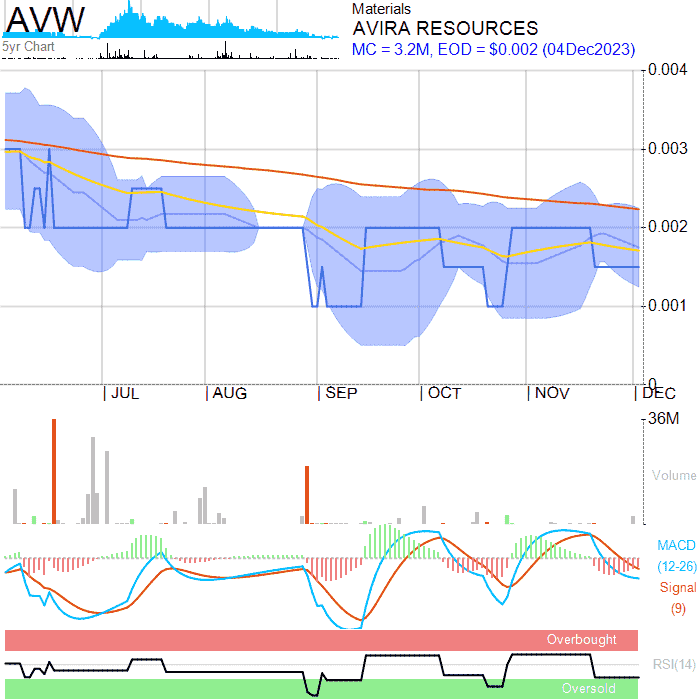 AVW
5yr Chart
Materials
AVIRA RESOURCES
MC = 3.2M, EOD = $0.002 (04Dec2023)
0.004
0.003
0.002
0.001
0
JUL AUG SEP OCT NOV DEC
36M
Volume
MACD
(12-26)
Signal
(9)
Overbought
RSI(14)
Oversold